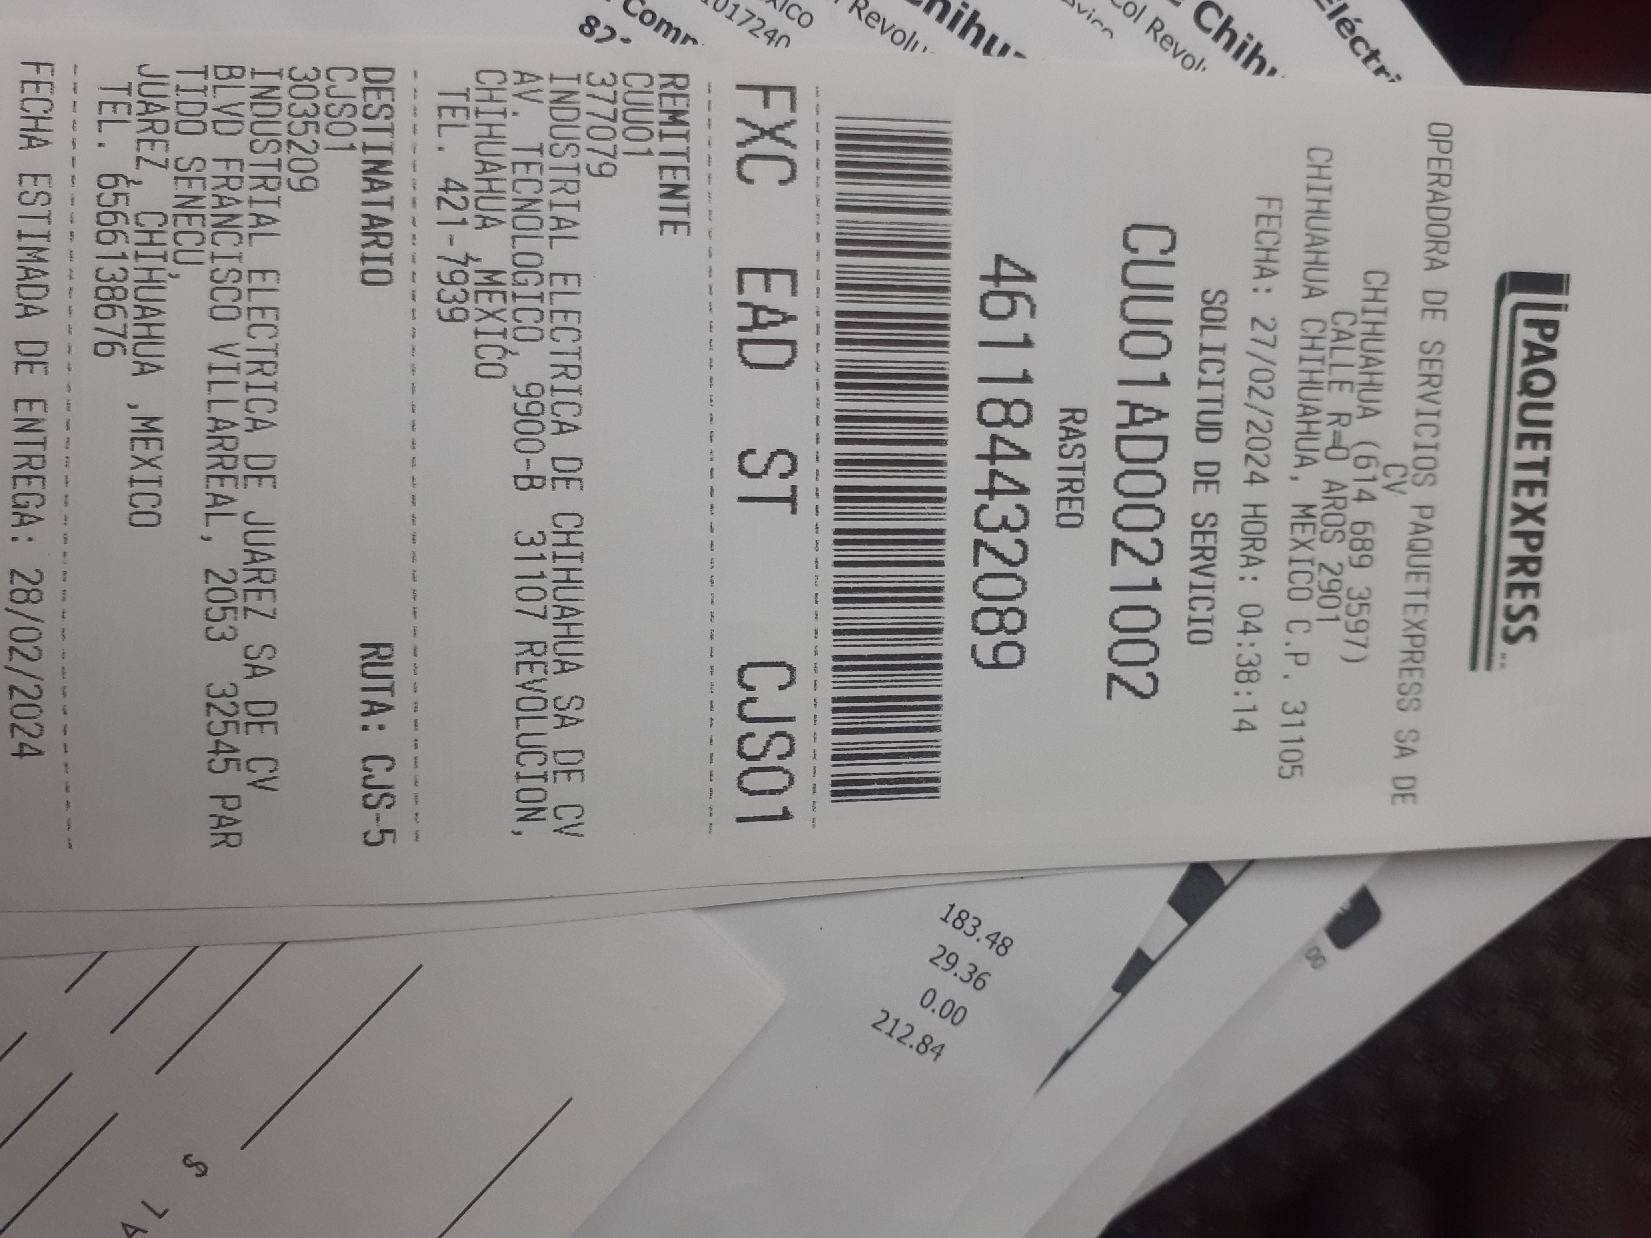 PAQUETEXPRESS
OPERADORA DE SERVICIOS PAQUETEXPRESS SA DE
CV
CHIHUAHUA (614 689 3597)
CALLE R=O AROS 2901
CHIHUAHUA CHIHUAHUA, MEXICO C.P. 31105
FECHA: 27/02/2024 HORA: 04:38:14
SOLICITUD DE SERVICIO
CUU01AD0021002
RASTREO
461184432089
FXC EAD ST CJS01
REMITENTE
CUU01
377079
INDUSTRIAL ELECTRICA DE CHIHUAHUA SA DE CV
AV. TECNOLOGICO, 9900-B 31107 REVOLUCION,
CHIHUAHUA ,MEXICO
TEL. 421-7939
DESTINATARIO RUTA: CJS-5
CJS01
3035209
INDUSTRIAL ELECTRICA DE JUAREZ SA DE CV
BLVD FRANCISCO VILLARREAL, 2053 32545 PAR
TIDO SENECU,
JUAREZ, CHIHUAHUA ,MEXICO
TEL. 6566138676
FECHA ESTIMADA DE ENTREGA: 28/02/2024
183.48
29.36
0.00
212.84
00